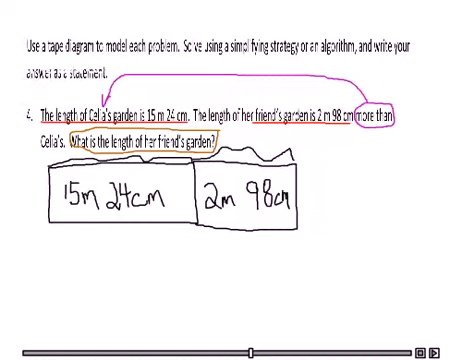 Use a tape diagram to model each problem. Solve using a simplifying strategy or an algorithm, and write your
answer as a statement.
4. The length of Celia's garden is 15 m 24 cm. The length of her friend's garden is 2 m 98 cm more than
Celia's. What is the length of her friend's garden?
15m 24cm 2m 98cm